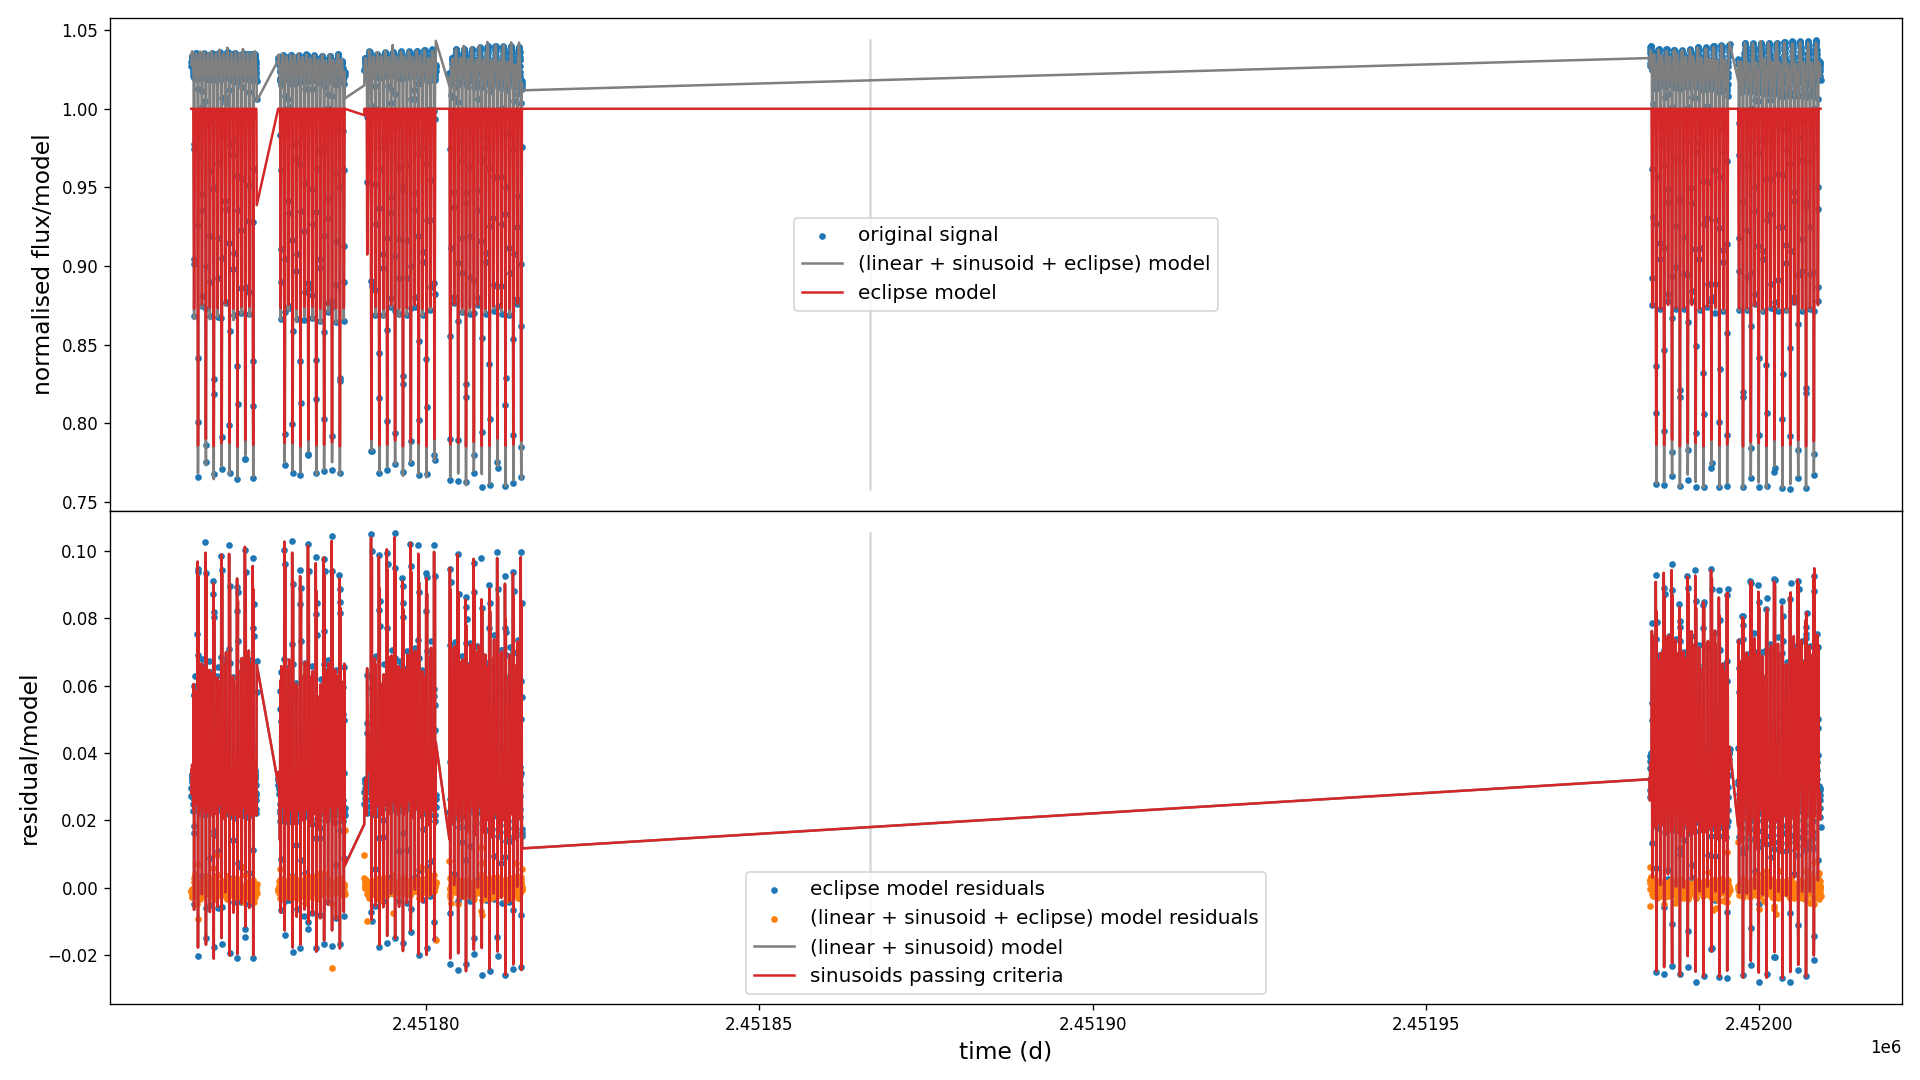 1.05
1.00
0.95
0.90
0.85
0.80
0.75
normalised flux/model
original signal
(linear + sinusoid + eclipse) model
eclipse model
0.10
0.08
0.06
0.04
0.02
0.00
−0.02
residual/model
eclipse model residuals
(linear + sinusoid + eclipse) model residuals
(linear + sinusoid) model
sinusoids passing criteria
2.45180
2.45185
2.45190
2.45195
2.45200
1e6
time (d)